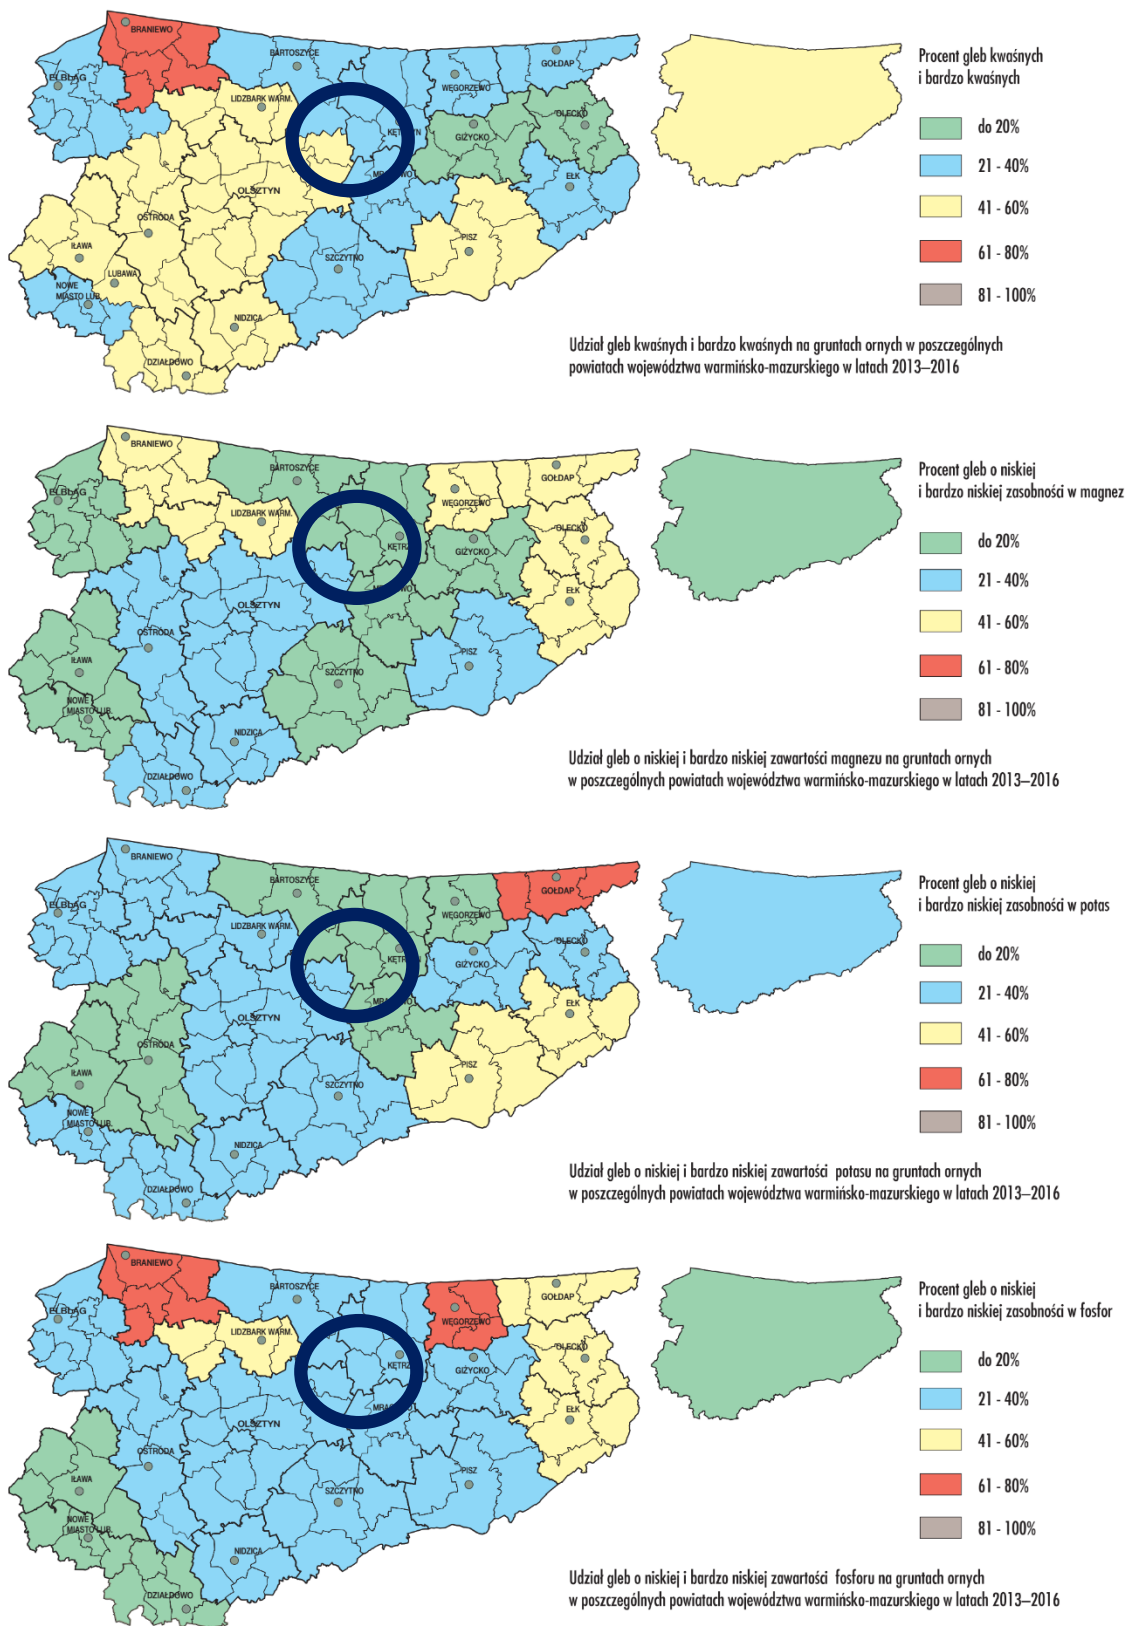 BRANIEWO
ELBLĄG
BARTOSZYCE
LIDZBARK WARM.
WĘGORZEWO
GOŁDAP
OLECKO
GIŻYCKO
EŁK
OLSZTYN
OSTRÓDA
IŁAWA
LUBAWA
NOWE
MIASTO LUB.
SZCZYTNO
PISZ
NIDZICA
DZIAŁDOWO
Procent gleb kwaśnych
i bardzo kwaśnych
do 20%
21 - 40%
41 - 60%
61 - 80%
81 - 100%
Udział gleb kwaśnych i bardzo kwaśnych na gruntach ornych w poszczególnych
powiatach województwa warmińsko-mazurskiego w latach 2013–2016
BRANIEWO
ELBLĄG
BARTOSZYCE
LIDZBARK WARM.
WĘGORZEWO
GOŁDAP
OLECKO
GIŻYCKO
EŁK
OLSZTYN
OSTRÓDA
IŁAWA
NOWE
MIASTO LUB.
SZCZYTNO
PISZ
NIDZICA
DZIAŁDOWO
Procent gleb o niskiej
i bardzo niskiej zasobności w magnez
do 20%
21 - 40%
41 - 60%
61 - 80%
81 - 100%
Udział gleb o niskiej i bardzo niskiej zawartości magnezu na gruntach ornych
w poszczególnych powiatach województwa warmińsko-mazurskiego w latach 2013–2016
BRANIEWO
ELBLĄG
BARTOSZYCE
LIDZBARK WARM.
WĘGORZEWO
GOŁDAP
OLECKO
GIŻYCKO
EŁK
OLSZTYN
OSTRÓDA
IŁAWA
NOWE
MIASTO LUB.
SZCZYTNO
PISZ
NIDZICA
DZIAŁDOWO
Procent gleb o niskiej
i bardzo niskiej zasobności w potas
do 20%
21 - 40%
41 - 60%
61 - 80%
81 - 100%
Udział gleb o niskiej i bardzo niskiej zawartości potasu na gruntach ornych
w poszczególnych powiatach województwa warmińsko-mazurskiego w latach 2013–2016
BRANIEWO
ELBLĄG
BARTOSZYCE
LIDZBARK WARM.
WĘGORZEWO
GOŁDAP
OLECKO
GIŻYCKO
EŁK
OLSZTYN
OSTRÓDA
IŁAWA
NOWE
MIASTO LUB.
SZCZYTNO
PISZ
NIDZICA
DZIAŁDOWO
Procent gleb o niskiej
i bardzo niskiej zasobności w fosfor
do 20%
21 - 40%
41 - 60%
61 - 80%
81 - 100%
Udział gleb o niskiej i bardzo niskiej zawartości fosforu na gruntach ornych
w poszczególnych powiatach województwa warmińsko-mazurskiego w latach 2013–2016